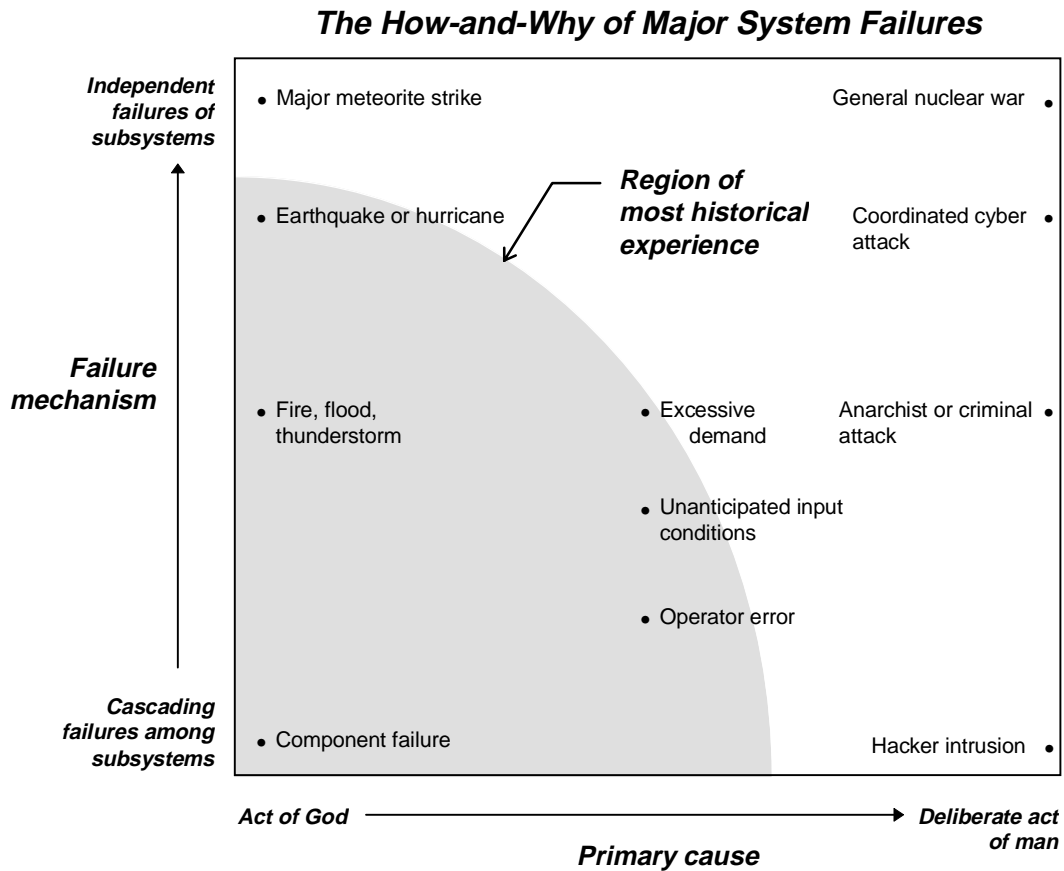 The How-and-Why of Major System Failures
Independent
failures of
subsystems
• Major meteorite strike
General nuclear war •
Region of
most historical
experience
• Earthquake or hurricane
Coordinated cyber •
attack
Failure
mechanism
• Fire, flood,
thunderstorm
• Excessive
demand
Anarchist or criminal •
attack
• Unanticipated input
conditions
• Operator error
Cascading
failures among
subsystems
• Component failure
Hacker intrusion •
Act of God
Deliberate act
of man
Primary cause